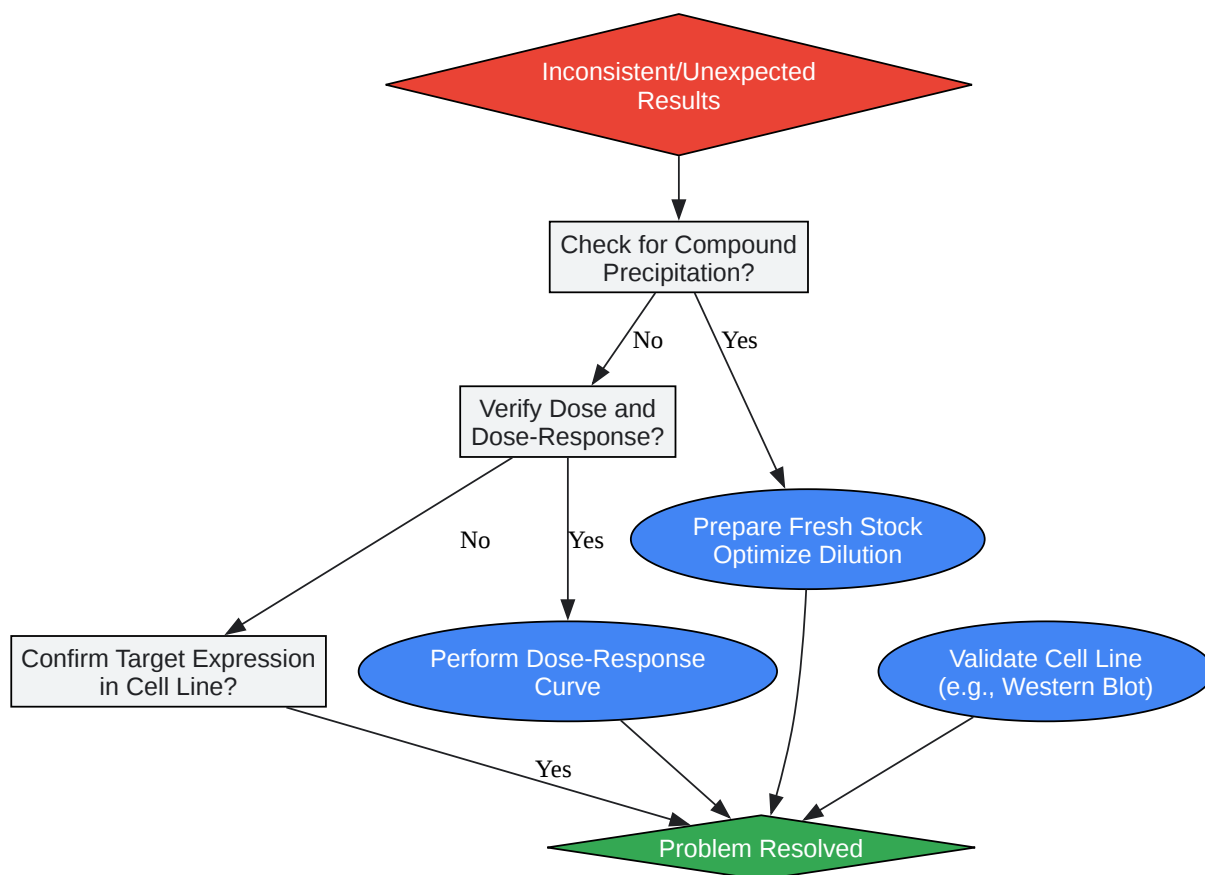 Inconsistent/Unexpected
Results
Check for Compound
Precipitation?
No
Yes
Verify Dose and
Dose-Response?
No
Yes
Prepare Fresh Stock
Optimize Dilution
Confirm Target Expression
in Cell Line?
Perform Dose-Response
Curve
Validate Cell Line
(e.g., Western Blot)
Yes
Problem Resolved